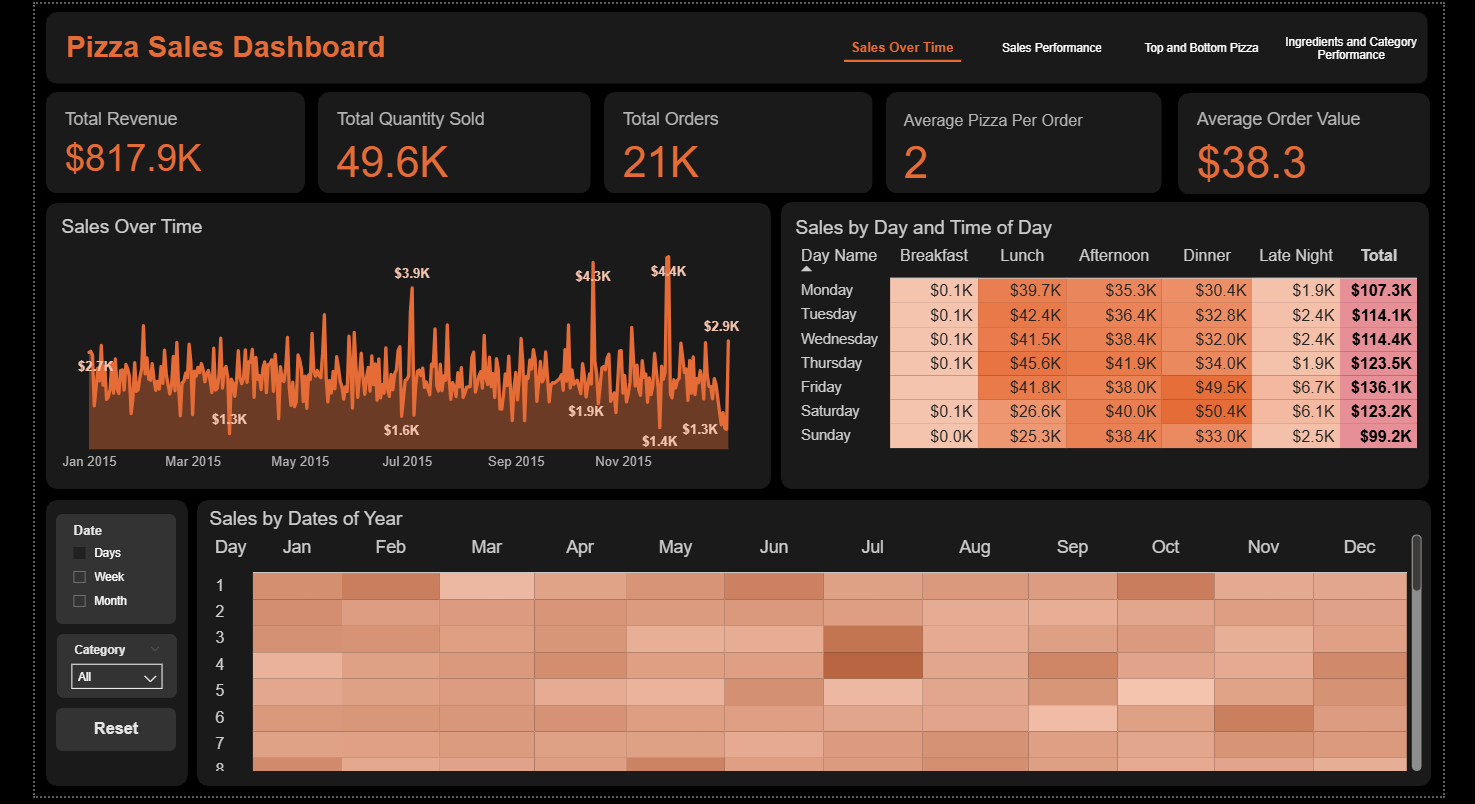 Pizza Sales Dashboard
Sales Over Time
Sales Performance
Top and Bottom Pizza
Ingredients and Category
Performance
Total Revenue
$817.9K
Total Quantity Sold
49.6K
Total Orders
21K
Average Pizza Per Order
2
Average Order Value
$38.3
Sales Over Time
$2.7K
$1.3K
$3.9K
$1.6K
$4.3K
$1.9K
$4.4K
$1.4K
$1.3K
$2.9K
Jan 2015 Mar 2015 May 2015 Jul 2015 Sep 2015 Nov 2015
Sales by Day and Time of Day
Day Name Breakfast Lunch Afternoon Dinner Late Night Total
Monday $0.1K $39.7K $35.3K $30.4K $1.9K $107.3K
Tuesday $0.1K $42.4K $36.4K $32.8K $2.4K $114.1K
Wednesday $0.1K $41.5K $38.4K $32.0K $2.4K $114.4K
Thursday $0.1K $45.6K $41.9K $34.0K $1.9K $123.5K
Friday $41.8K $38.0K $49.5K $6.7K $136.1K
Saturday $0.1K $26.6K $40.0K $50.4K $6.1K $123.2K
Sunday $0.0K $25.3K $38.4K $33.0K $2.5K $99.2K
Date
Days
Week
Month
Category
All
Reset
Sales by Dates of Year
Day Jan Feb Mar Apr May Jun Jul Aug Sep Oct Nov Dec
1
2
3
4
5
6
7
8